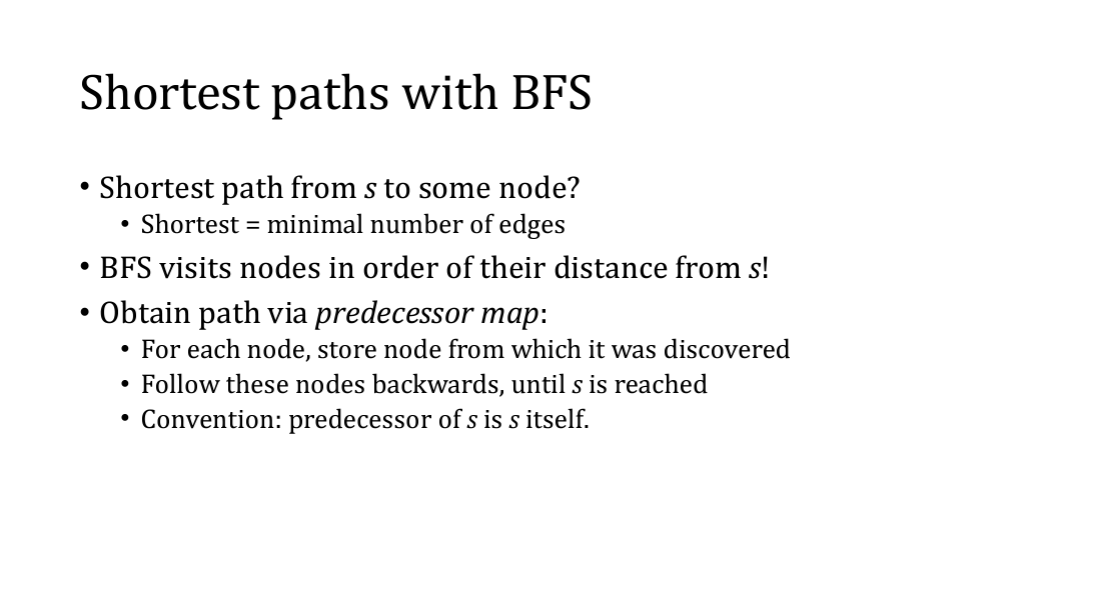 Shortest paths with BFS
• Shortest path from s to some node?
• Shortest = minimal number of edges
• BFS visits nodes in order of their distance from s!
• Obtain path via predecessor map:
• For each node, store node from which it was discovered
• Follow these nodes backwards, until s is reached
• Convention: predecessor of s is s itself.